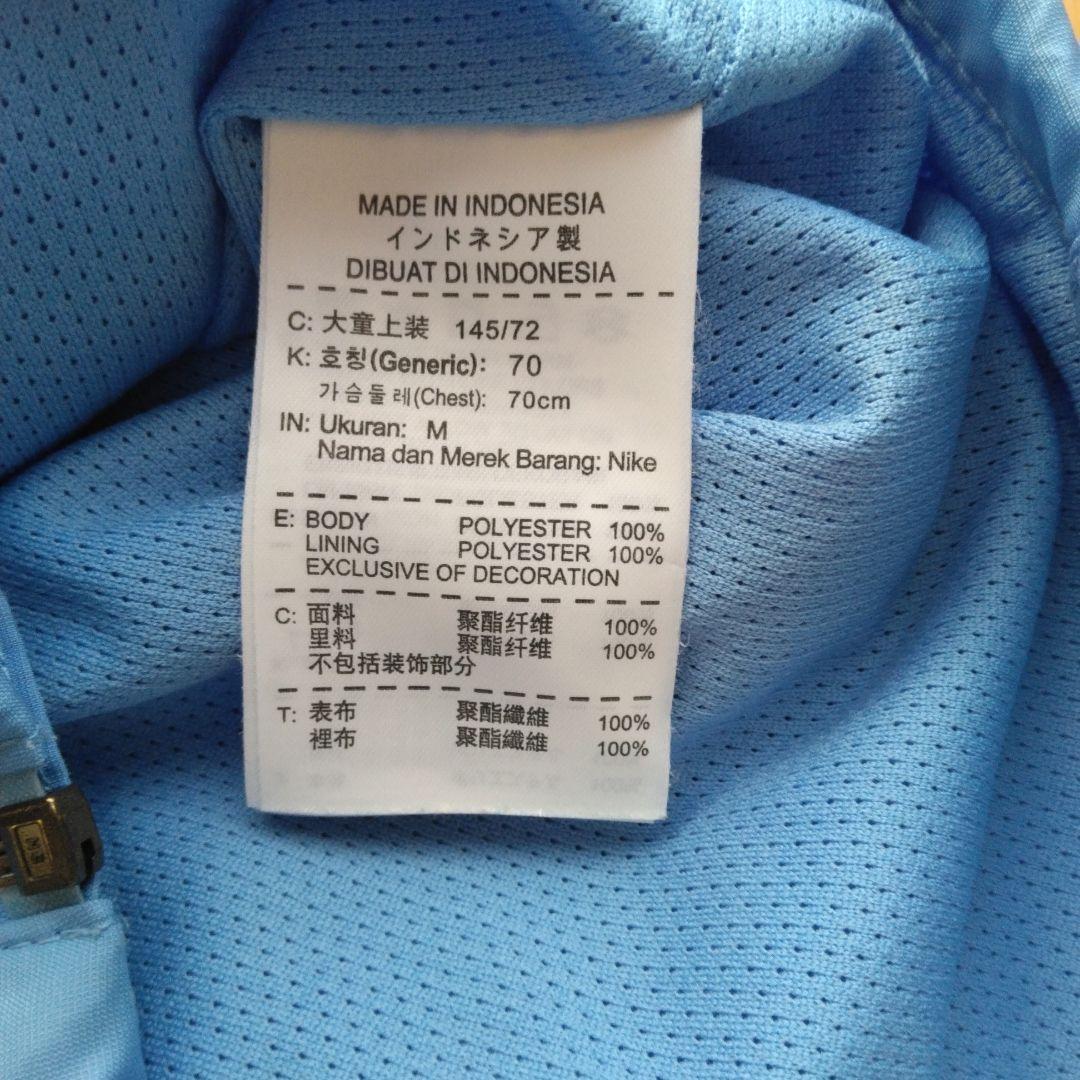 MADE IN INDONESIA
インドネシア製
DIBUAT DI INDONESIA
C: 大童上装 145/72
K: 호칭(Generic): 70
가슴둘레(Chest): 70cm
IN: Ukuran: M
Nama dan Merek Barang: Nike
E: BODY POLYESTER 100%
LINING POLYESTER 100%
EXCLUSIVE OF DECORATION
C: 面料 聚酯纤维 100%
里料 聚酯纤维 100%
不包括装饰部分
T: 表布 聚酯纖維 100%
裡布 聚酯纖維 100%